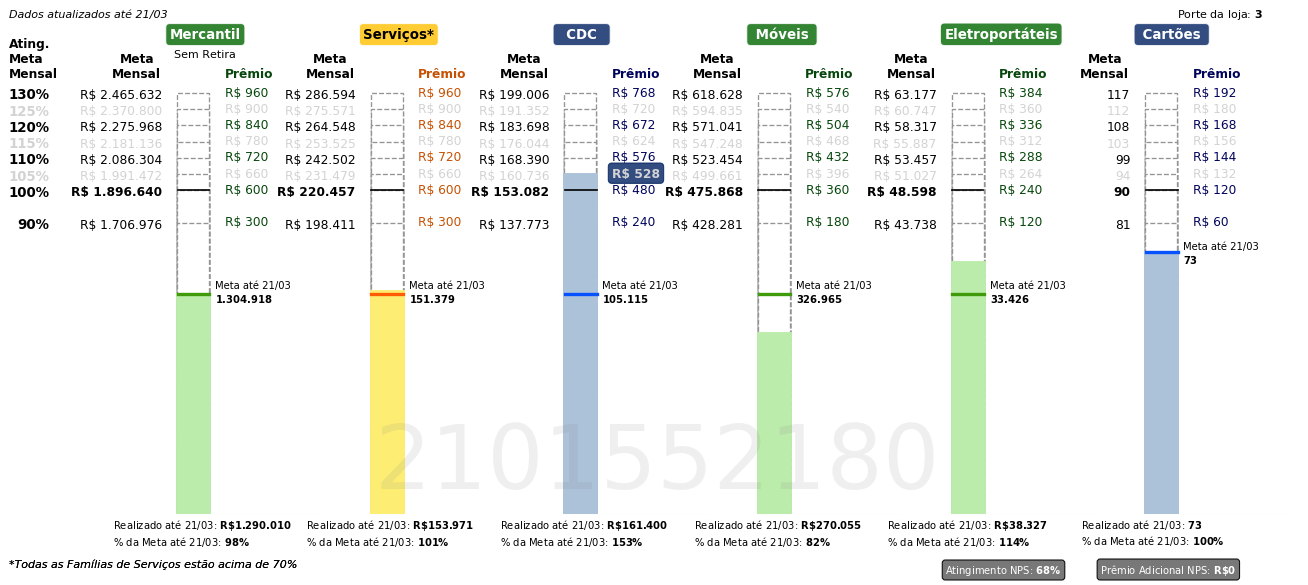 Dados atualizados até 21/03
Porte da loja: 3
Mercantil
Serviços*
CDC
Móveis
Eletroportáteis
Cartões
Sem Retira
Ating. Meta Mensal
Meta Mensal Prêmio Meta Mensal Prêmio Meta Mensal Prêmio Meta Mensal Prêmio Meta Mensal Prêmio Meta Mensal Prêmio
130% R$ 2.465.632 R$ 960 R$ 286.594 R$ 960 R$ 199.006 R$ 768 R$ 618.628 R$ 576 R$ 63.177 R$ 384 117 R$ 192
125% R$ 2.370.800 R$ 900 R$ 275.571 R$ 900 R$ 191.352 R$ 720 R$ 594.835 R$ 540 R$ 60.747 R$ 360 112 R$ 180
120% R$ 2.275.968 R$ 840 R$ 264.548 R$ 840 R$ 183.698 R$ 672 R$ 571.041 R$ 504 R$ 58.317 R$ 336 108 R$ 168
115% R$ 2.181.136 R$ 780 R$ 253.525 R$ 780 R$ 176.044 R$ 624 R$ 547.248 R$ 468 R$ 55.887 R$ 312 103 R$ 156
110% R$ 2.086.304 R$ 720 R$ 242.502 R$ 720 R$ 168.390 R$ 576 R$ 523.454 R$ 432 R$ 53.457 R$ 288 99 R$ 144
105% R$ 1.991.472 R$ 660 R$ 231.479 R$ 660 R$ 160.736 R$ 528 R$ 499.661 R$ 396 R$ 51.027 R$ 264 94 R$ 132
100% R$ 1.896.640 R$ 600 R$ 220.457 R$ 600 R$ 153.082 R$ 480 R$ 475.868 R$ 360 R$ 48.598 R$ 240 90 R$ 120
90% R$ 1.706.976 R$ 300 R$ 198.411 R$ 300 R$ 137.773 R$ 240 R$ 428.281 R$ 180 R$ 43.738 R$ 120 81 R$ 60
Meta até 21/03
73
Meta até 21/03 Meta até 21/03 Meta até 21/03 Meta até 21/03 Meta até 21/03
1.304.918 151.379 105.115 326.965 33.426
2101552180
Realizado até 21/03: R$1.290.010 Realizado até 21/03: R$153.971 Realizado até 21/03: R$161.400 Realizado até 21/03: R$270.055 Realizado até 21/03: R$38.327 Realizado até 21/03: 73
% da Meta até 21/03: 98% % da Meta até 21/03: 101% % da Meta até 21/03: 153% % da Meta até 21/03: 82% % da Meta até 21/03: 114% % da Meta até 21/03: 100%
*Todas as Famílias de Serviços estão acima de 70%
Atingimento NPS: 68%
Prêmio Adicional NPS: R$0